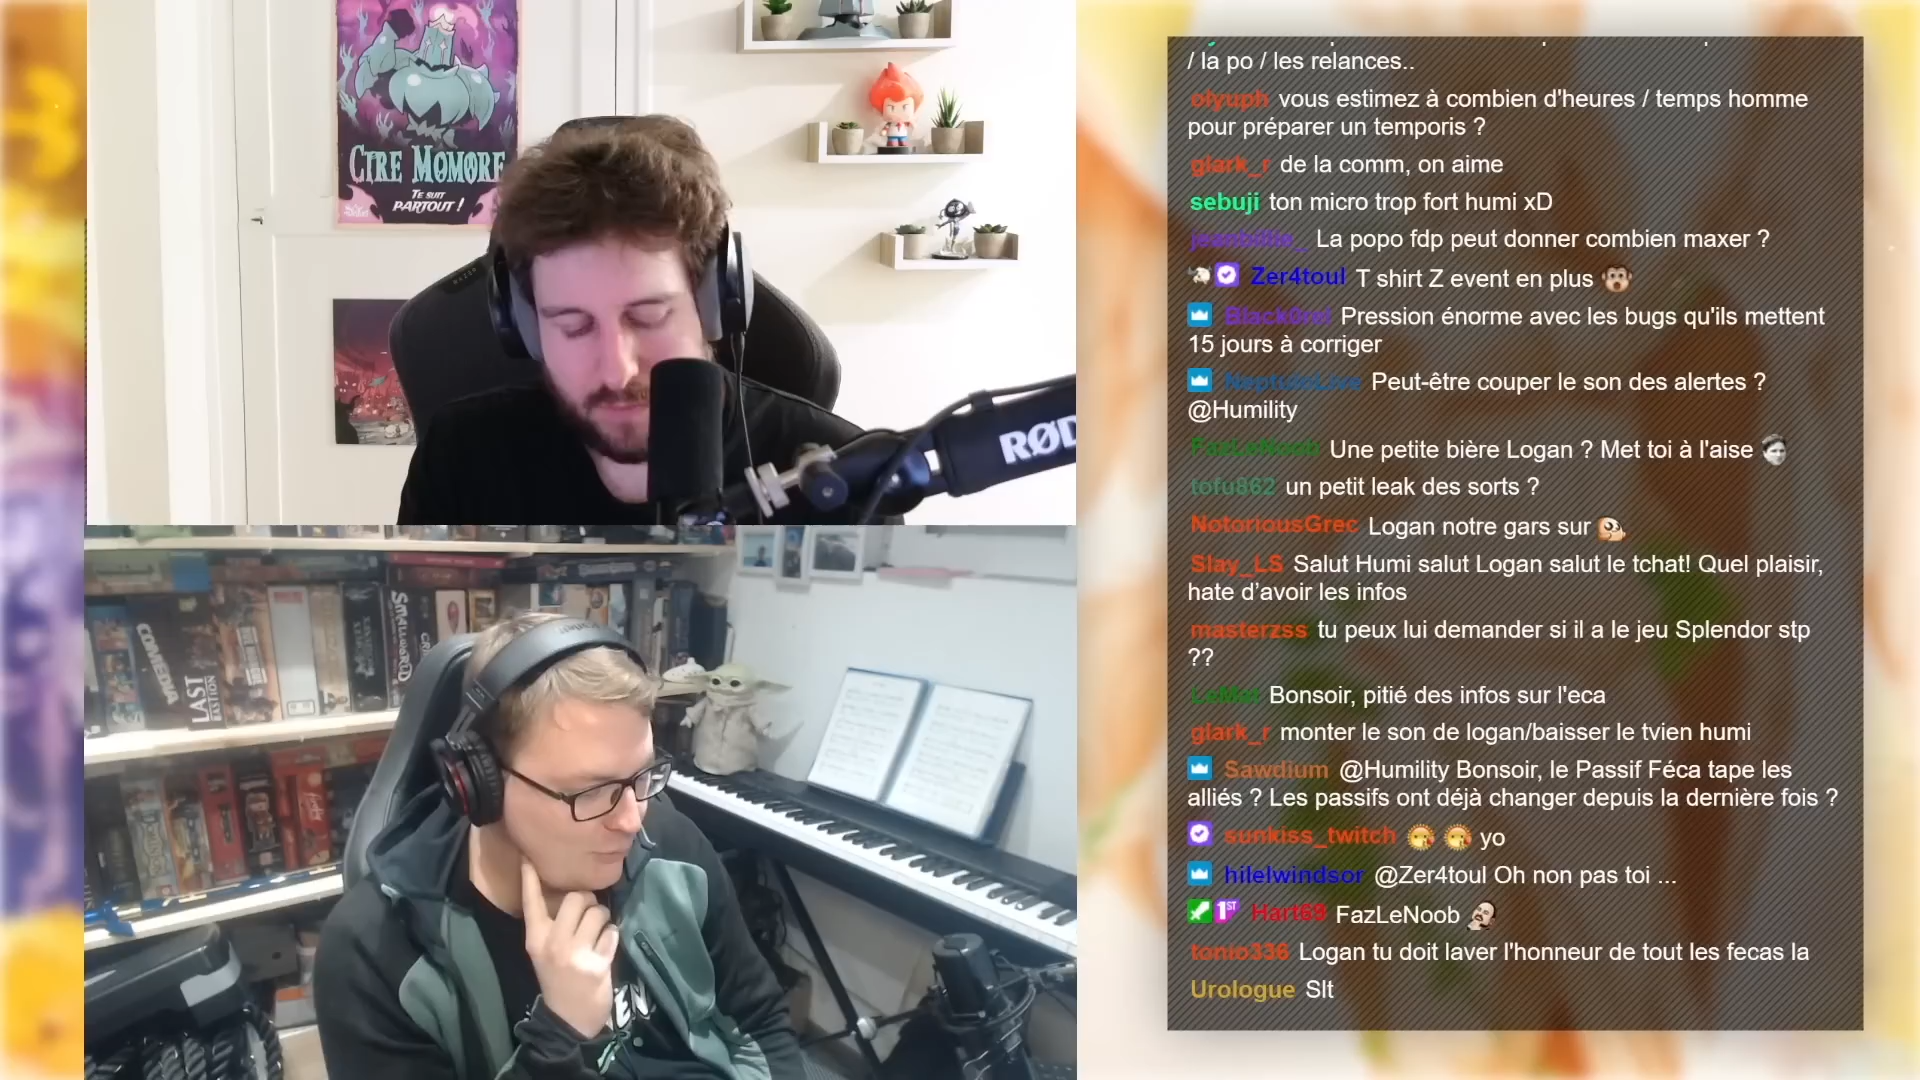 CIRE MOMORE
TE SUIT
PARTOUT !
RØD
COMEDIA
LAST
BASTION
SMALLWORLD
/ la po / les relances..
olyuph vous estimez à combien d'heures / temps homme
pour préparer un temporis ?
glark_r de la comm, on aime
sebuji ton micro trop fort humi xD
La popo fdp peut donner combien maxer ?
Zer4toul T shirt Z event en plus
Pression énorme avec les bugs qu'ils mettent
15 jours à corriger
Peut-être couper le son des alertes ?
@Humility
FazLeNoob Une petite bière Logan ? Met toi à l'aise
tofu862 un petit leak des sorts ?
NotoriousGrec Logan notre gars sur
Slay_LS Salut Humi salut Logan salut le tchat! Quel plaisir,
hate d’avoir les infos
masterzss tu peux lui demander si il a le jeu Splendor stp
??
Bonsoir, pitié des infos sur l'eca
glark_r monter le son de logan/baisser le tvien humi
Sawdium @Humility Bonsoir, le Passif Féca tape les
alliés ? Les passifs ont déjà changer depuis la dernière fois ?
sunkiss_twitch yo
hilelwindsor @Zer4toul Oh non pas toi ...
1ST Hart69 FazLeNoob
tonio336 Logan tu doit laver l'honneur de tout les fecas la
Urologue Slt